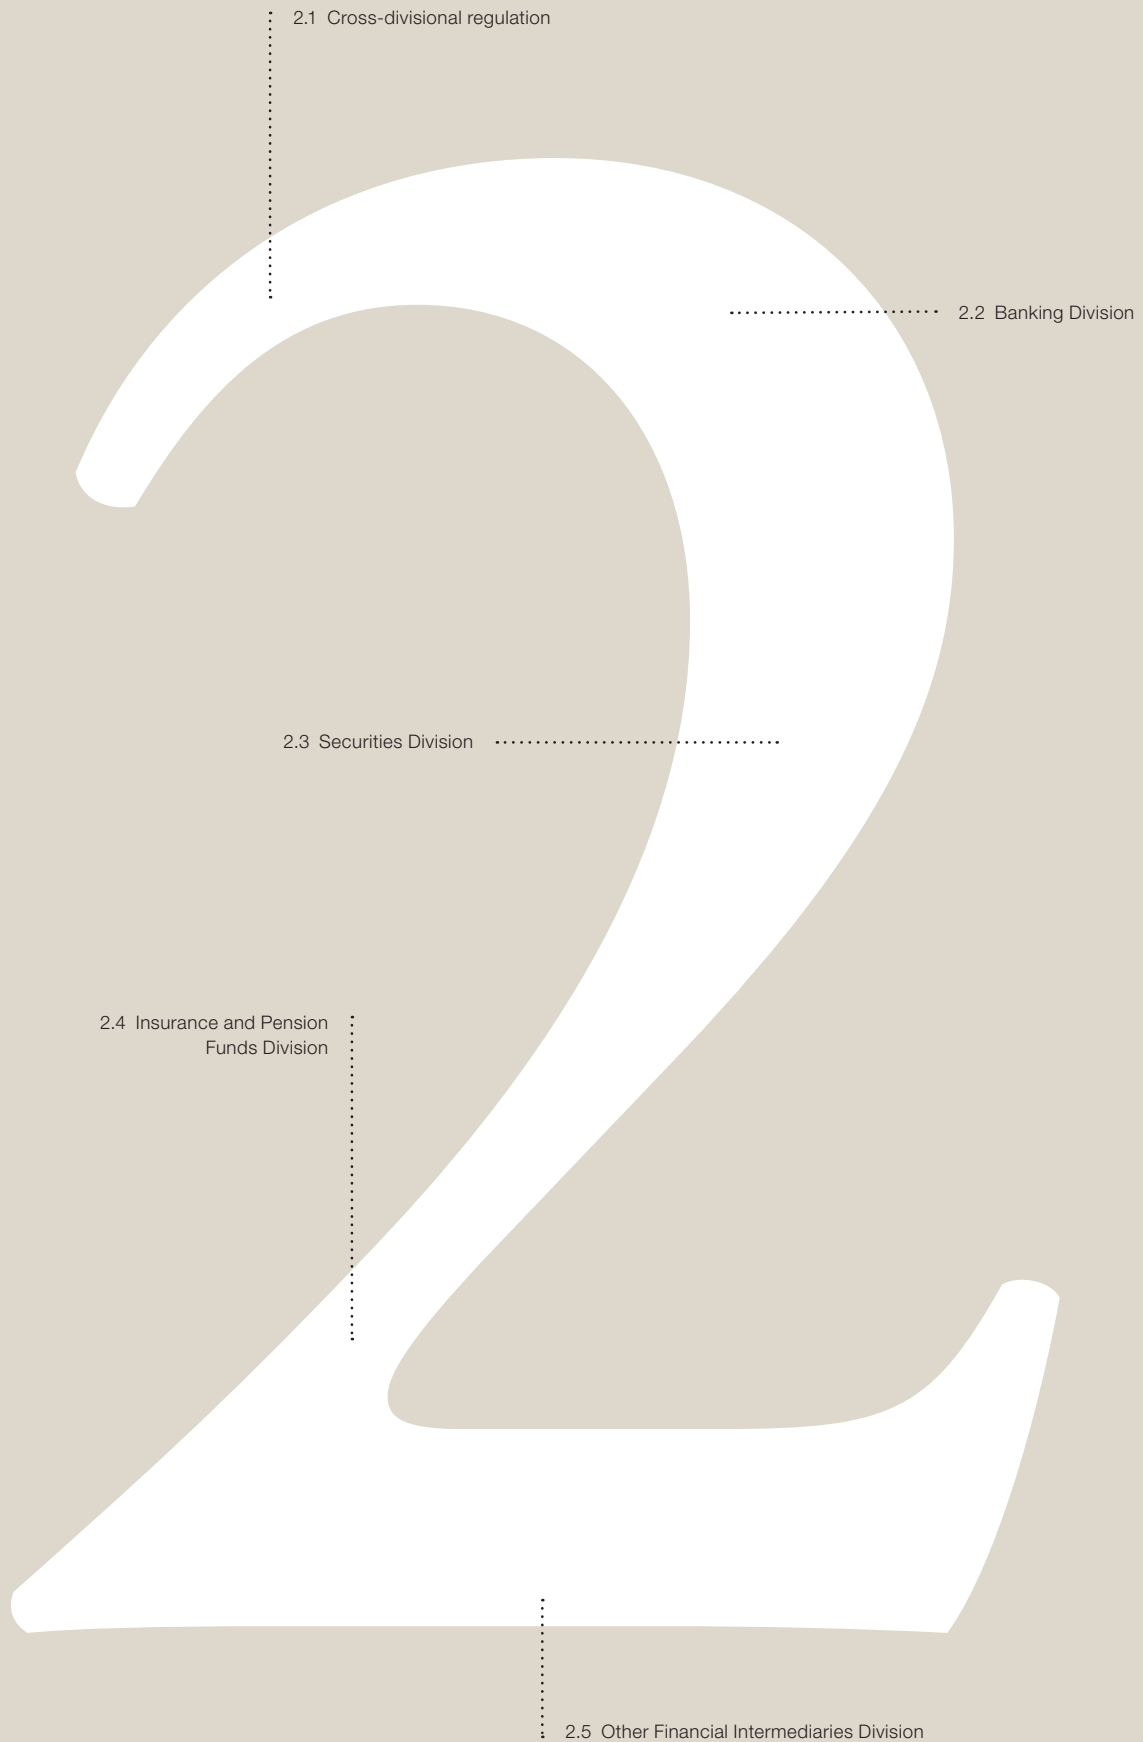 2.1 Cross-divisional regulation
2.2 Banking Division
2.3 Securities Division
2.4 Insurance and Pension
Funds Division
2.5 Other Financial Intermediaries Division
2